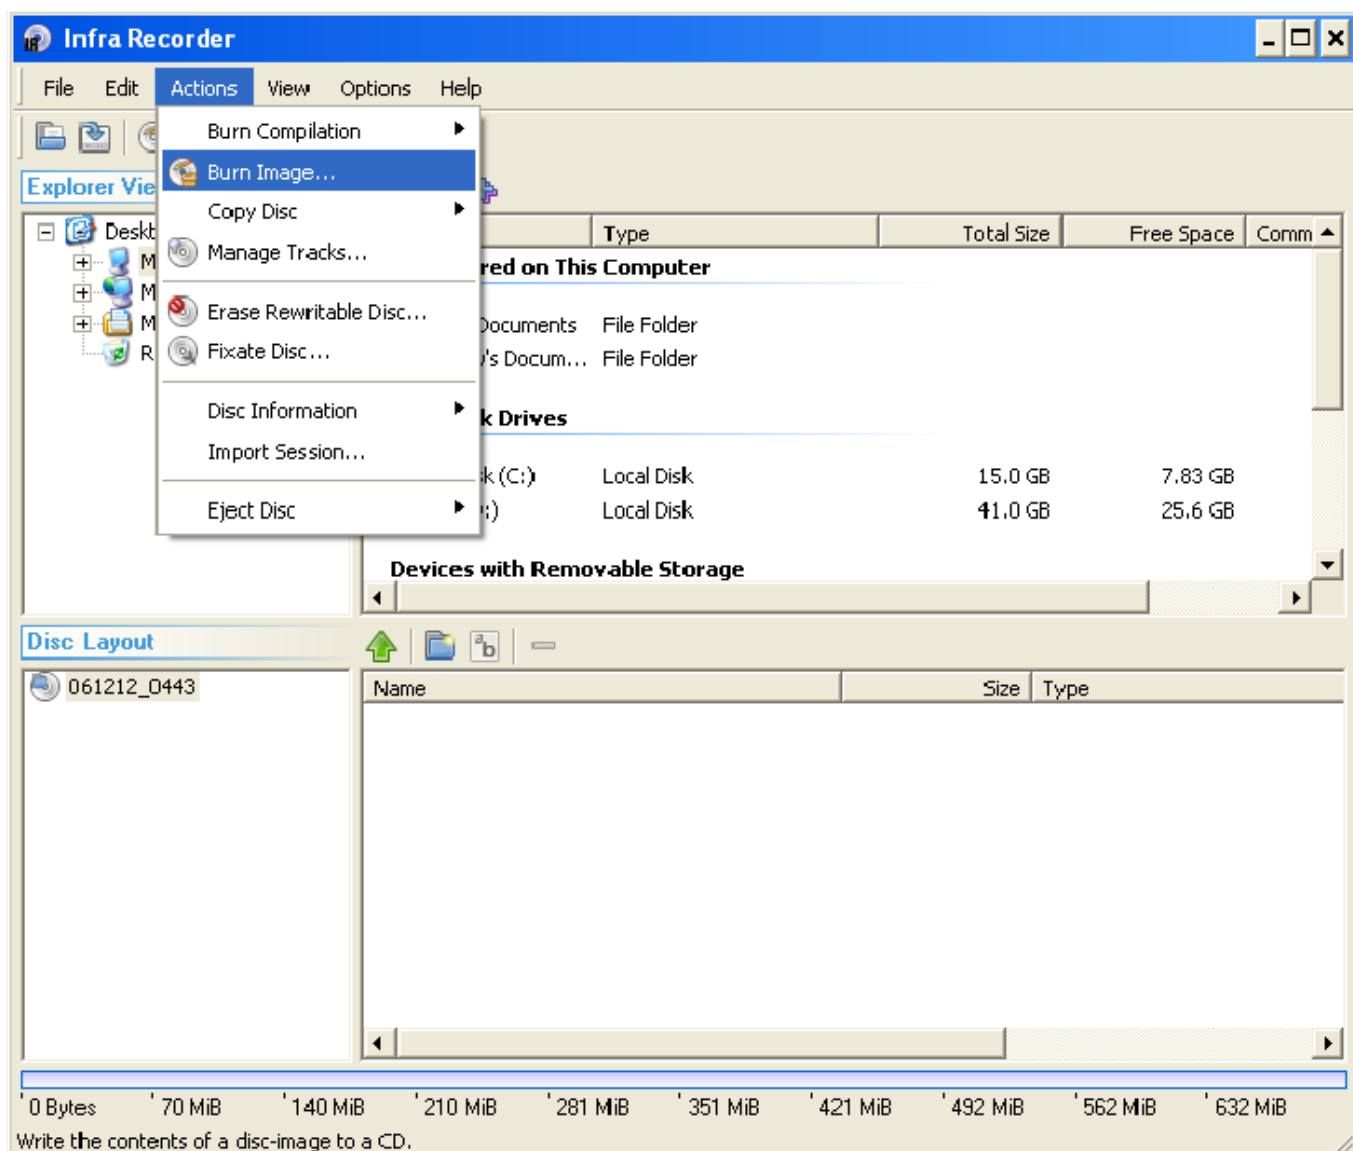 Infra Recorder
File Edit Actions View Options Help
Burn Compilation
Burn Image...
Copy Disc
Manage Tracks...
Erase Rewritable Disc...
Fixate Disc...
Disc Information
Import Session...
Eject Disc
Explorer Vie
Deskt
M
M
M
R
Type Total Size Free Space Comm
red on This Computer
Documents File Folder
's Docum... File Folder
k Drives
k (C:) Local Disk 15.0 GB 7.83 GB
:) Local Disk 41.0 GB 25.6 GB
Devices with Removable Storage
Disc Layout
061212_0443
Name Size Type
0 Bytes 70 MiB 140 MiB 210 MiB 281 MiB 351 MiB 421 MiB 492 MiB 562 MiB 632 MiB
Write the contents of a disc-image to a CD.